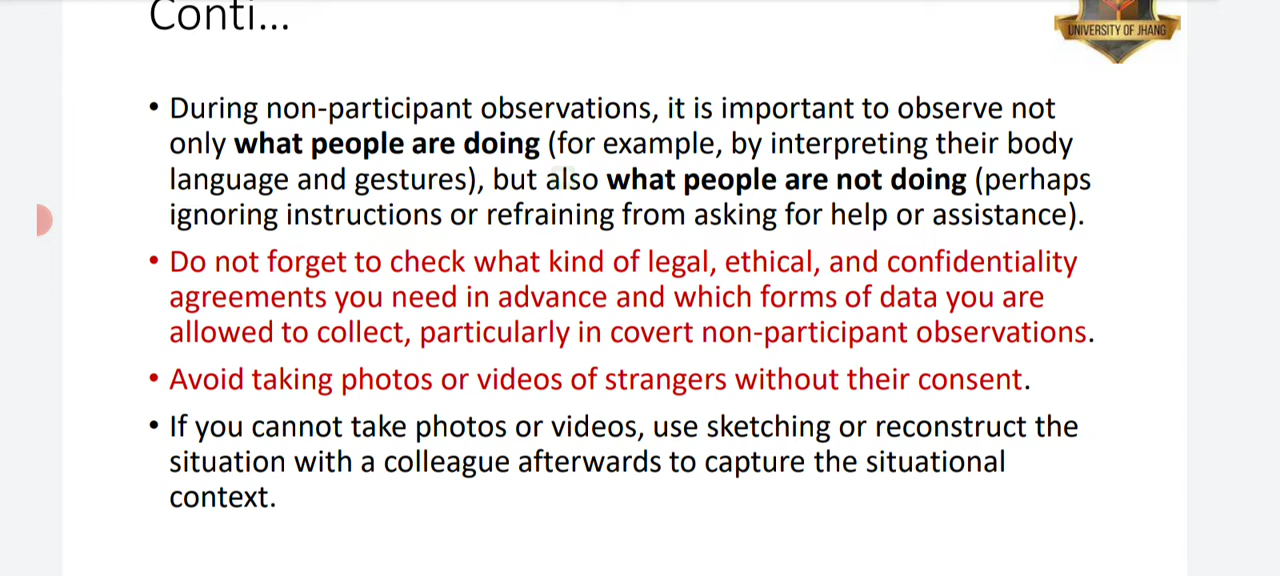 Conti...
UNIVERSITY OF JHANG
• During non-participant observations, it is important to observe not
only what people are doing (for example, by interpreting their body
language and gestures), but also what people are not doing (perhaps
ignoring instructions or refraining from asking for help or assistance).
• Do not forget to check what kind of legal, ethical, and confidentiality
agreements you need in advance and which forms of data you are
allowed to collect, particularly in covert non-participant observations.
• Avoid taking photos or videos of strangers without their consent.
• If you cannot take photos or videos, use sketching or reconstruct the
situation with a colleague afterwards to capture the situational
context.